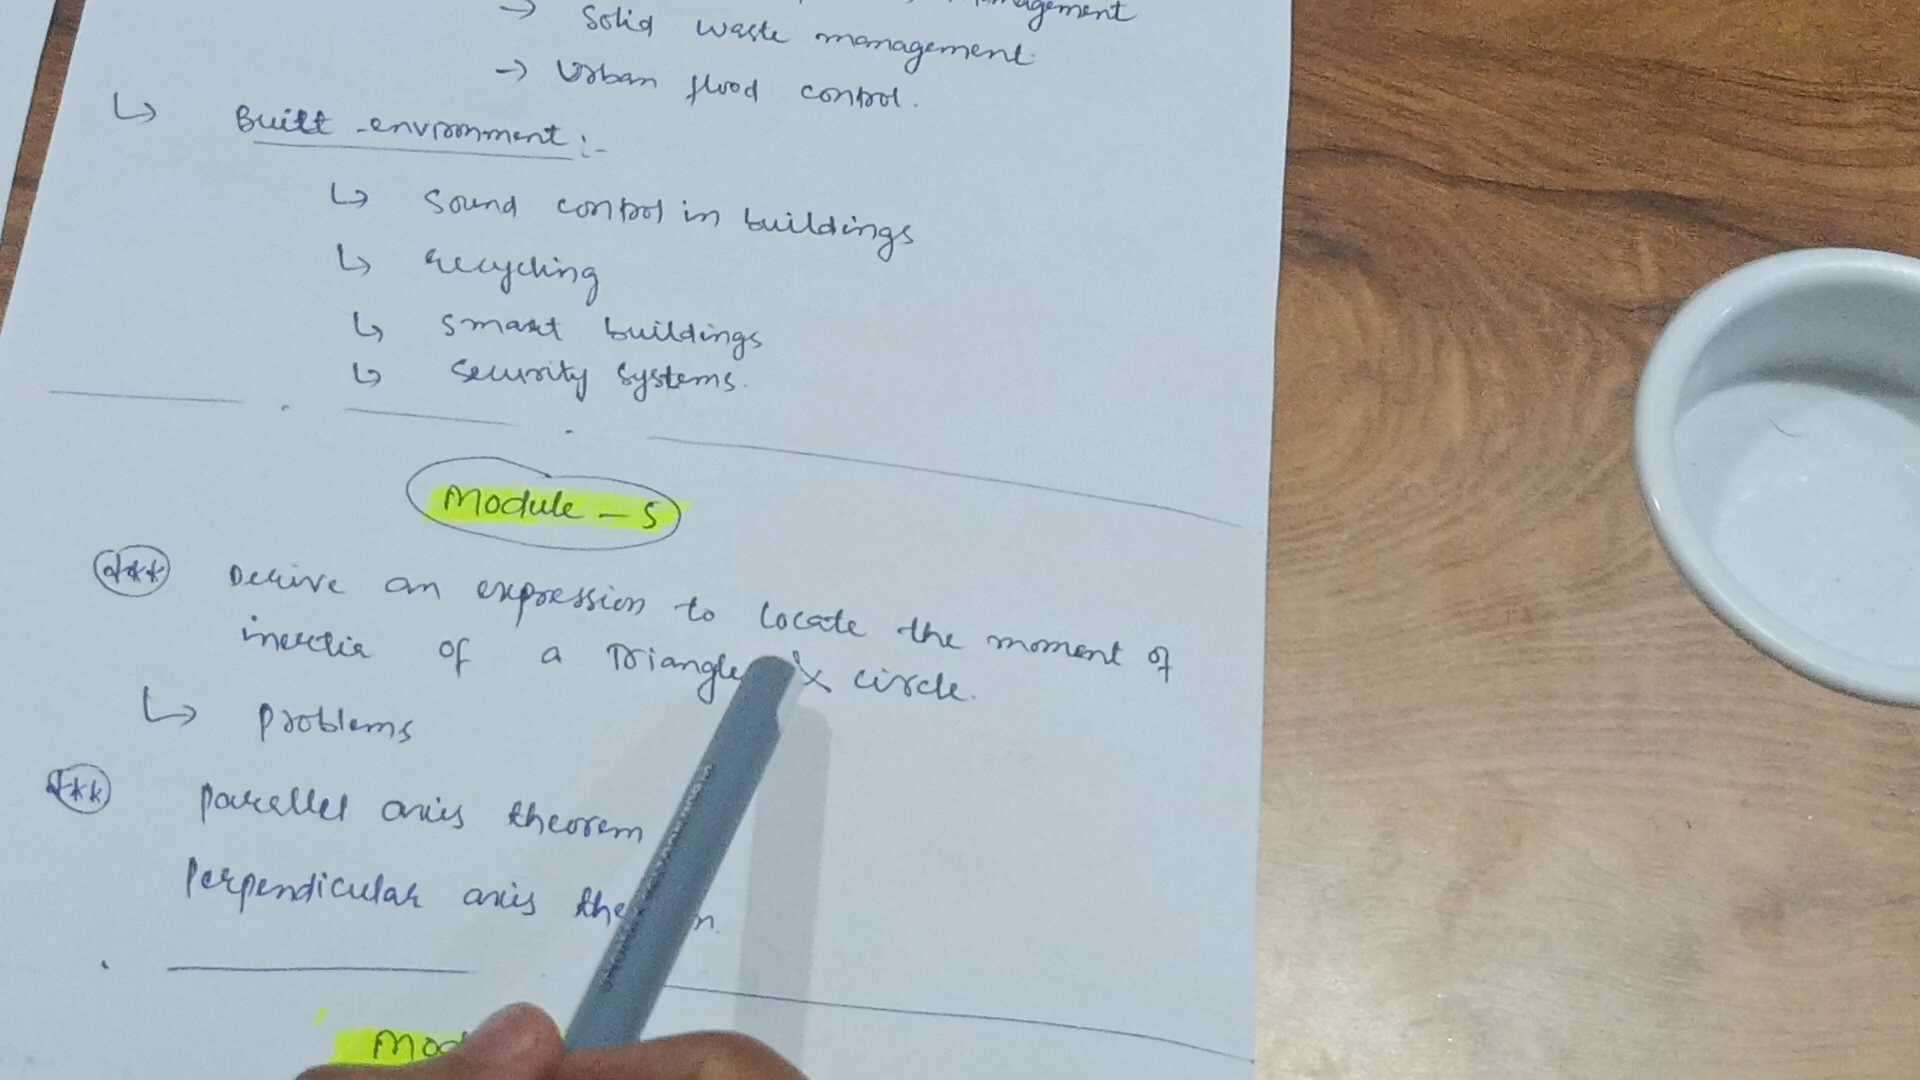 → Solid waste management
→ Urban flood control.
↳ Built environment :-
↳ Sound control in buildings
↳ recycling
↳ smart buildings
↳ Security systems.
Module - 5
*** Derive an expression to locate the moment of
inertia of a Triangle & circle.
↳ Problems
*** Parallel axis theorem
Perpendicular axis